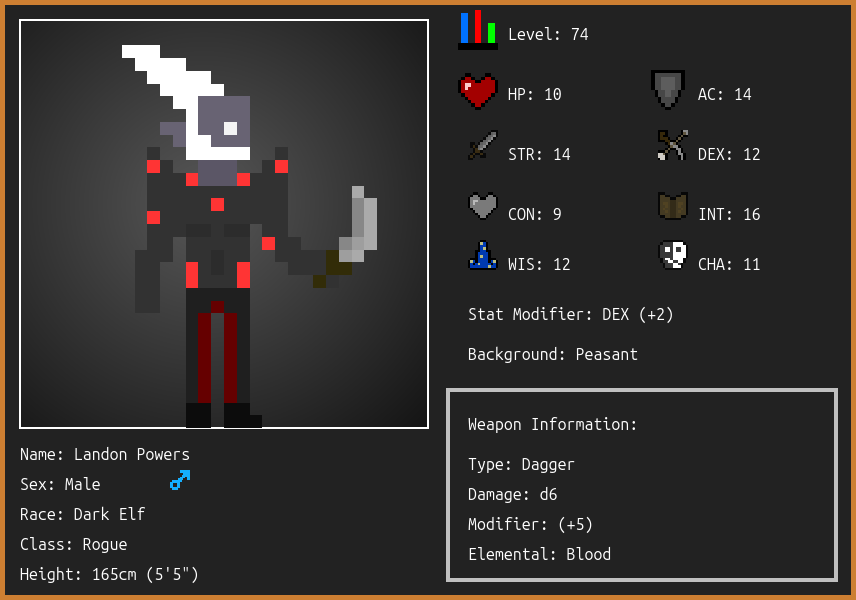 Level: 74
HP: 10
AC: 14
STR: 14
DEX: 12
CON: 9
INT: 16
WIS: 12
CHA: 11
Stat Modifier: DEX (+2)
Background: Peasant
Weapon Information:
Type: Dagger
Damage: d6
Modifier: (+5)
Elemental: Blood
Name: Landon Powers
Sex: Male
Race: Dark Elf
Class: Rogue
Height: 165cm (5'5")